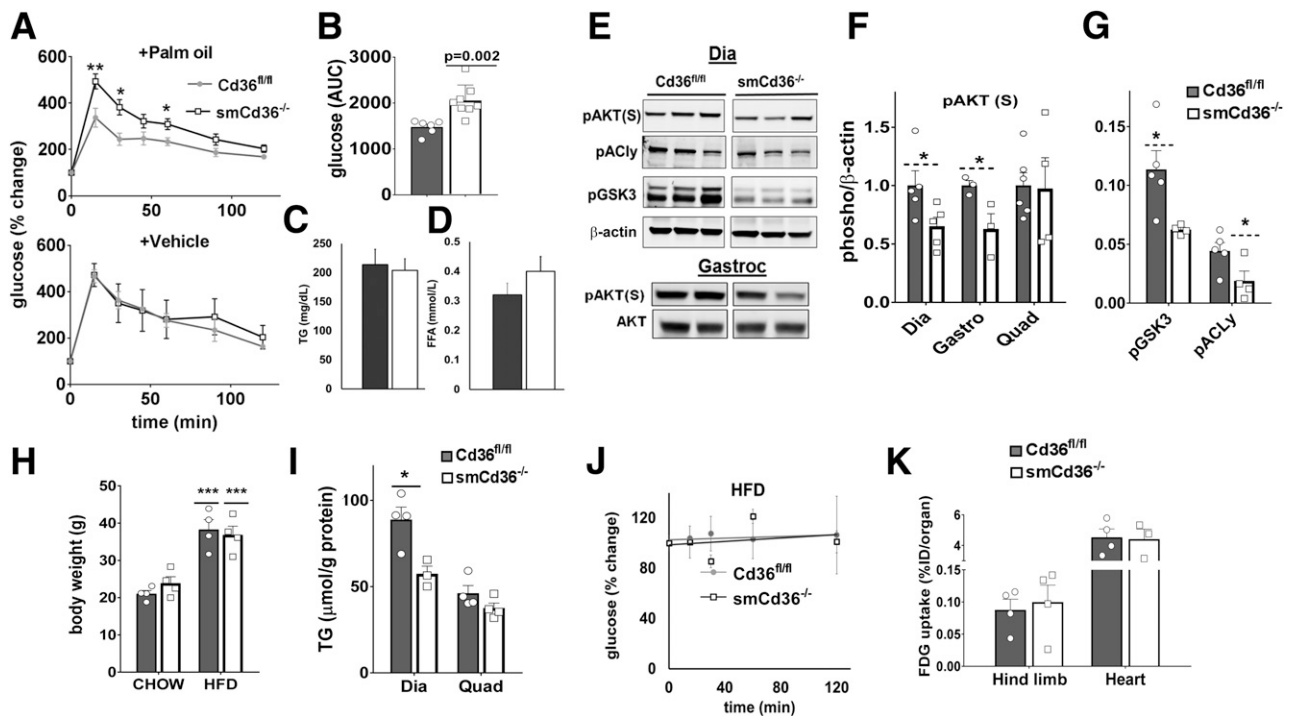 A
+Palm oil
600
400
200
0
**
*
*
Cd36fl/fl
smCd36-/-
glucose (% change)
+Vehicle
600
400
200
0
0
50
100
time (min)
B
p=0.002
glucose (AUC)
3000
2000
1000
0
C
TG (mg/dL)
250
200
150
100
50
0
D
FFA (mmol/L)
0.5
0.4
0.3
0.2
0.1
0
E
Dia
Cd36fl/fl
smCd36-/-
pAKT(S)
pACly
pGSK3
β-actin
Gastroc
pAKT(S)
AKT
F
pAKT (S)
phosho/β-actin
1.5
1.0
0.5
0.0
*
*
Dia
Gastro
Quad
G
Cd36fl/fl
smCd36-/-
0.15
0.10
0.05
0.00
*
*
pGSK3
pACLy
H
body weight (g)
50
40
30
20
10
0
***
***
CHOW
HFD
I
Cd36fl/fl
smCd36-/-
TG (μmol/g protein)
100
50
0
*
Dia
Quad
J
HFD
glucose (% change)
120
100
80
60
40
20
0
Cd36fl/fl
smCd36-/-
0
40
80
120
time (min)
K
Cd36fl/fl
smCd36-/-
FDG uptake (%ID/organ)
6
4
2
0.10
0.05
0.00
Hind limb
Heart